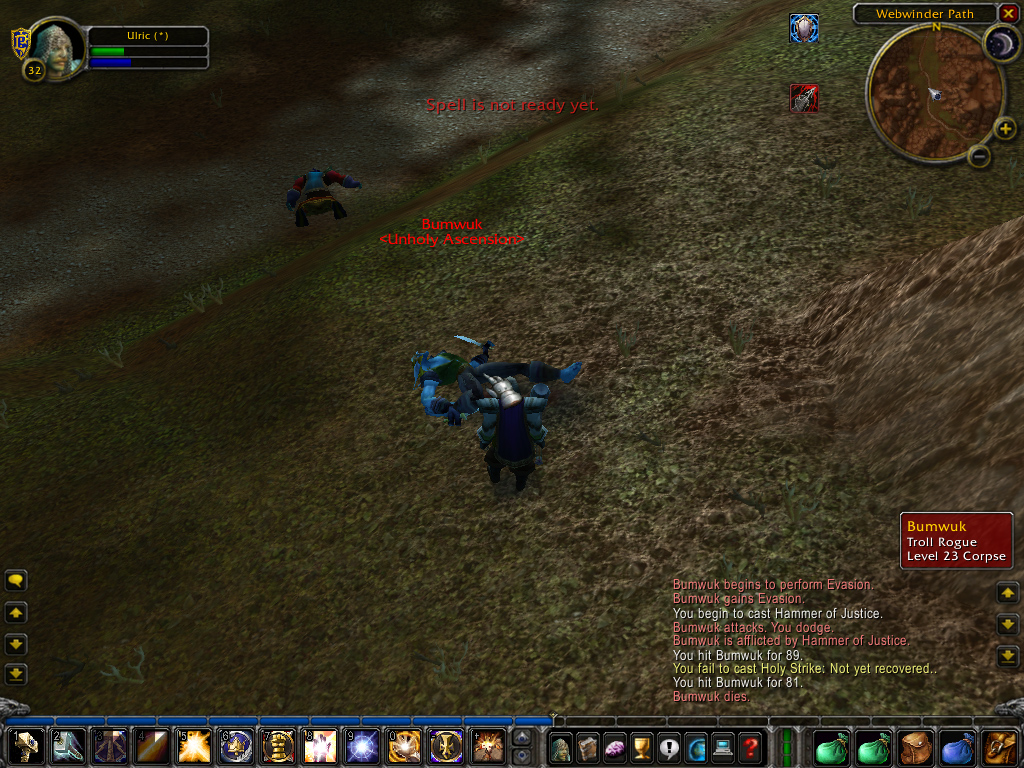 Ulric (*)
32
Webwinder Path
N
Spell is not ready yet.
Bumwuk
<Unholy Ascension>
Bumwuk
Troll Rogue
Level 23 Corpse
Bumwuk begins to perform Evasion.
Bumwuk gains Evasion.
You begin to cast Hammer of Justice.
Bumwuk attacks. You dodge.
Bumwuk is afflicted by Hammer of Justice.
You hit Bumwuk for 89.
You fail to cast Holy Strike: Not yet recovered..
You hit Bumwuk for 81.
Bumwuk dies.